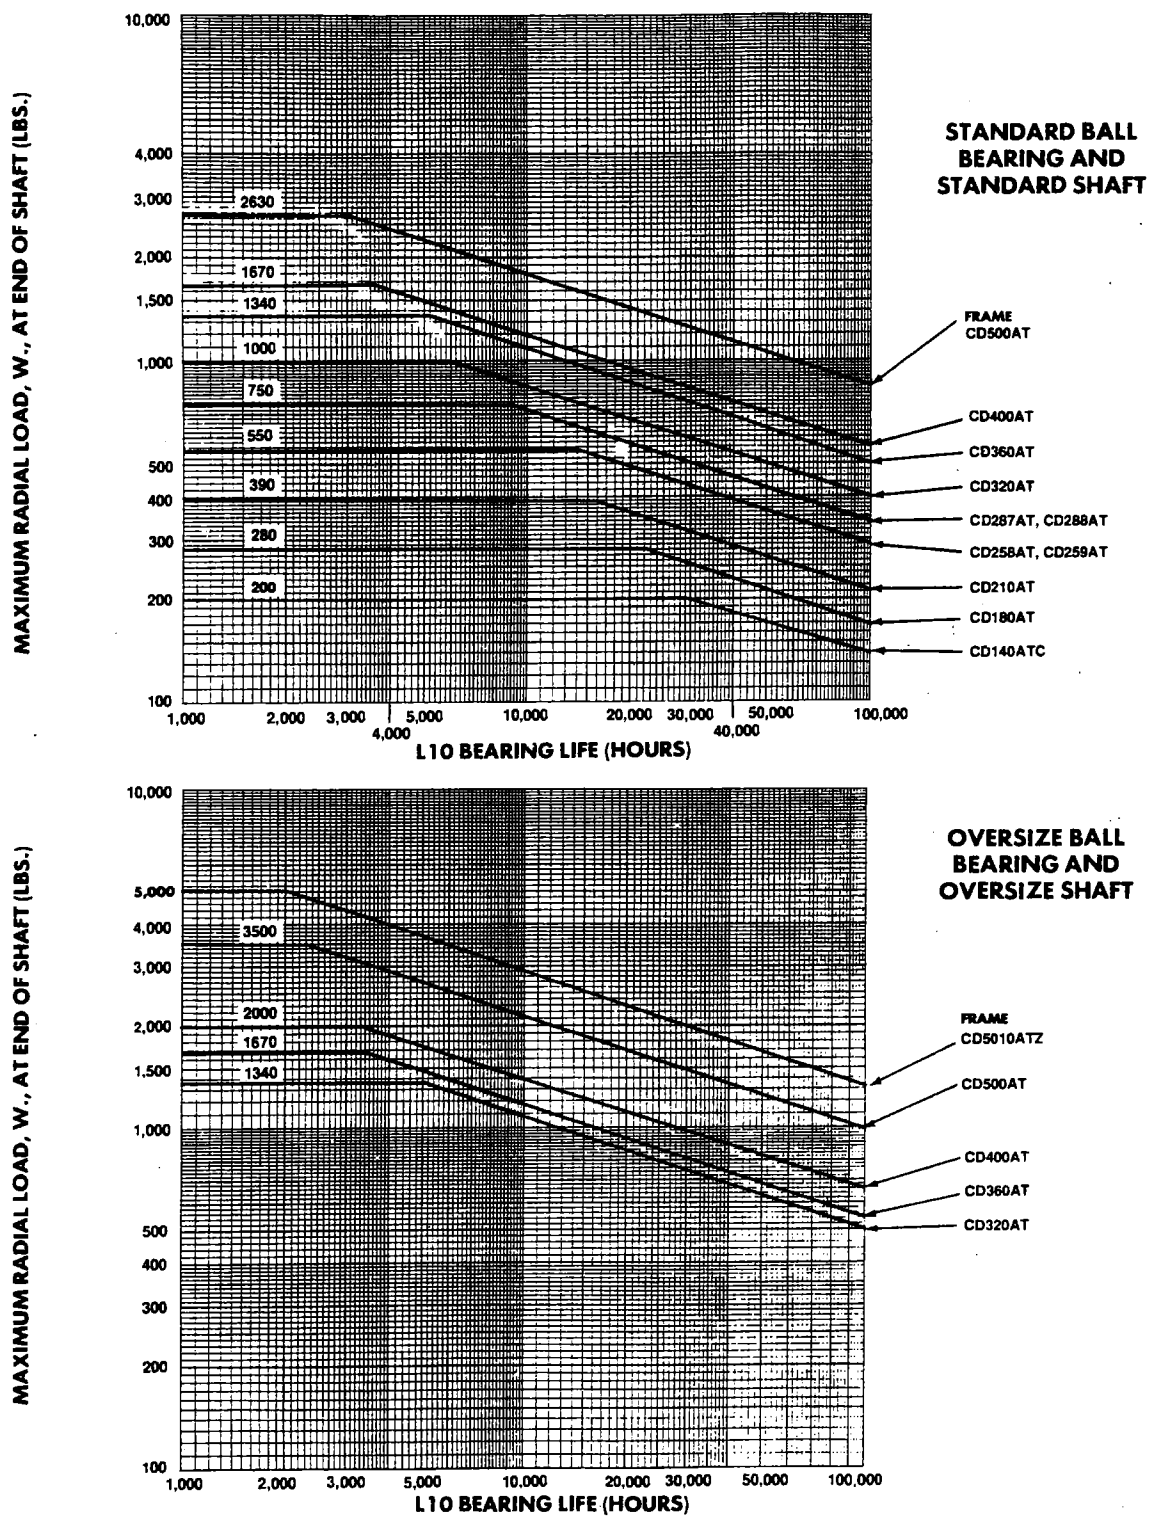 MAXIMUM RADIAL LOAD, W., AT END OF SHAFT (LBS.)
10,000
4,000
3,000
2,000
1,500
1,000
500
400
300
200
100
2630
1670
1340
1000
750
550
390
280
200
1,000
2,000
3,000
4,000
5,000
10,000
20,000
30,000
40,000
50,000
100,000
L10 BEARING LIFE (HOURS)
STANDARD BALL
BEARING AND
STANDARD SHAFT
FRAME
CD500AT
CD400AT
CD360AT
CD320AT
CD287AT, CD288AT
CD258AT, CD259AT
CD210AT
CD180AT
CD140ATC
MAXIMUM RADIAL LOAD, W., AT END OF SHAFT (LBS.)
10,000
5,000
4,000
3,000
2,000
1,500
1,000
500
400
300
200
100
3500
2000
1670
1340
1,000
2,000
3,000
5,000
10,000
20,000
30,000
50,000
100,000
L10 BEARING LIFE (HOURS)
OVERSIZE BALL
BEARING AND
OVERSIZE SHAFT
FRAME
CD5010ATZ
CD500AT
CD400AT
CD360AT
CD320AT